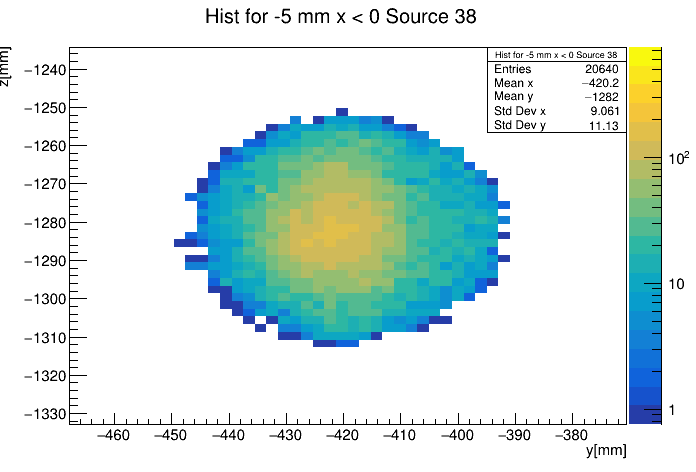 Hist for -5 mm x < 0 Source 38
z[mm]
Hist for -5 mm x < 0 Source 38
Entries 20640
Mean x −420.2
Mean y −1282
Std Dev x 9.061
Std Dev y 11.13
−1240
−1250
−1260
−1270
−1280
−1290
−1300
−1310
−1320
−1330
10²
10
1
−460 −450 −440 −430 −420 −410 −400 −390 −380
y[mm]